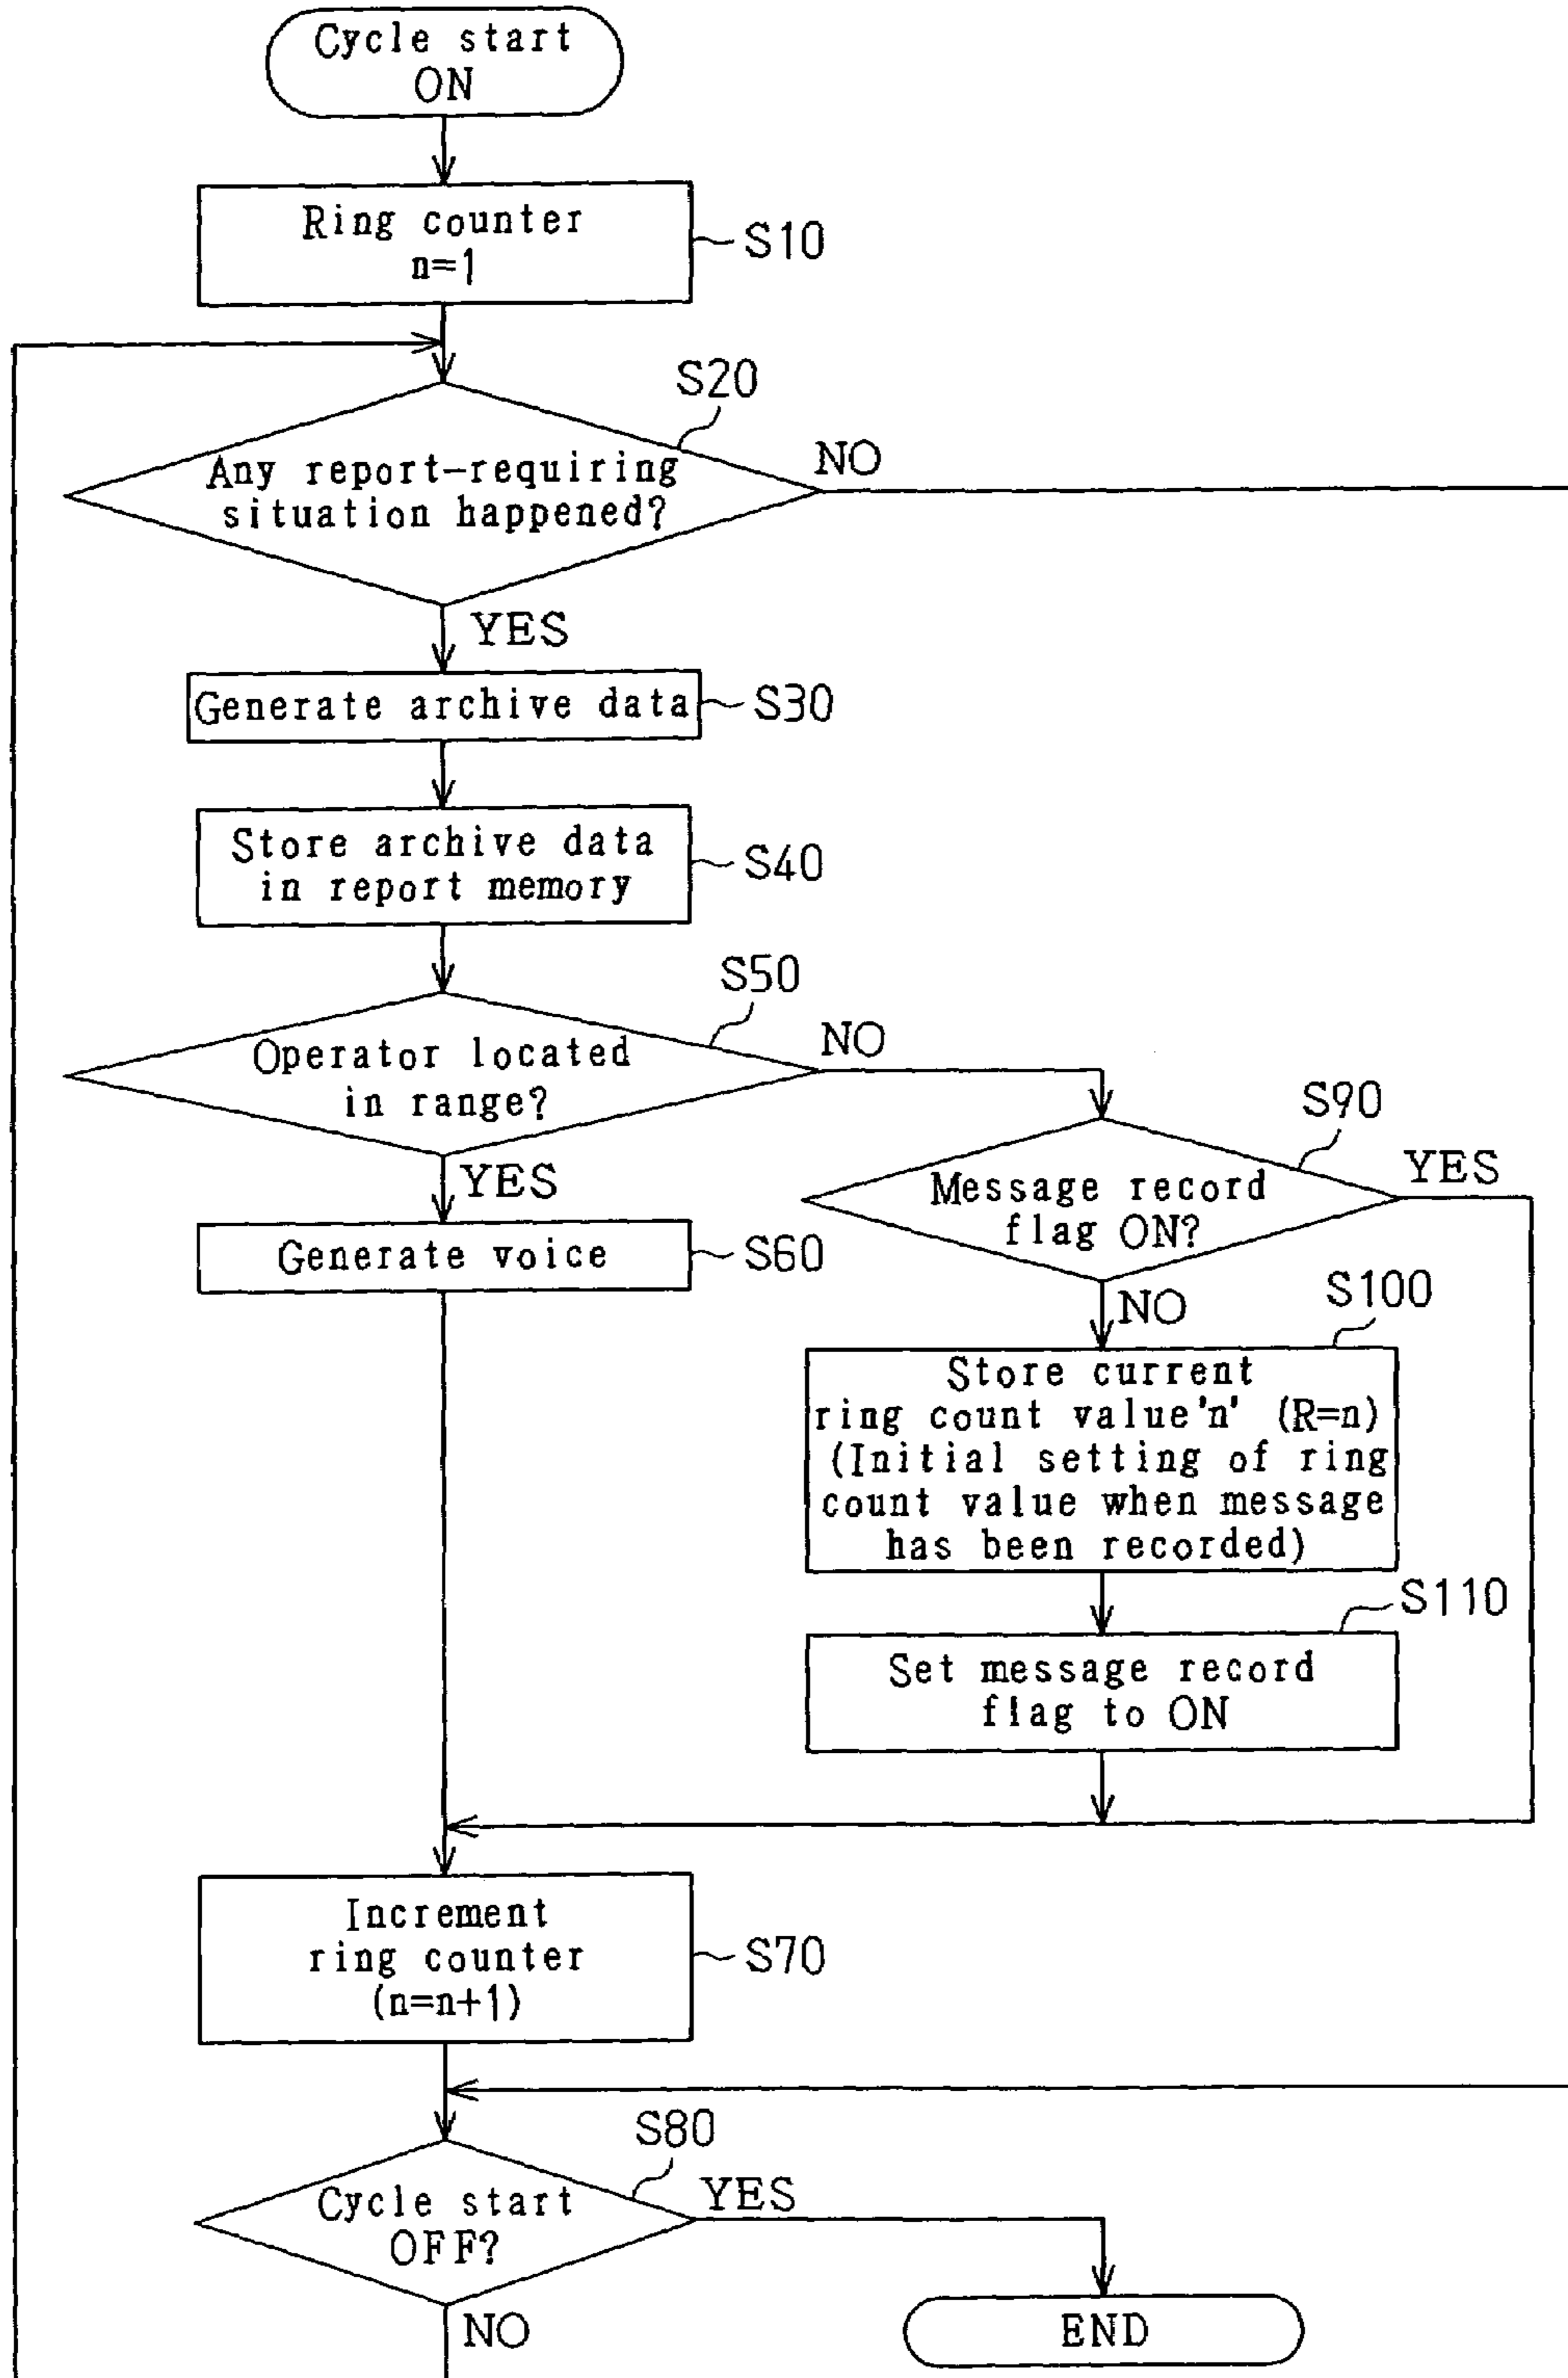 Cycle start
ON
Ring counter
n=1
S10
S20
Any report-requiring
situation happened?
NO
YES
Generate archive data
S30
Store archive data
in report memory
S40
S50
Operator located
in range?
NO
YES
Generate voice
S60
S90
Message record
flag ON?
YES
NO
S100
Store current
ring count value'n' (R=n)
(Initial setting of ring
count value when message
has been recorded)
S110
Set message record
flag to ON
Increment
ring counter
(n=n+1)
S70
S80
Cycle start
OFF?
YES
NO
END